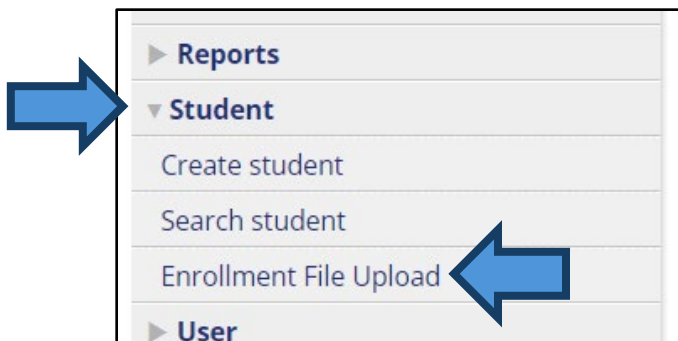 Reports
Student
Create student
Search student
Enrollment File Upload
User